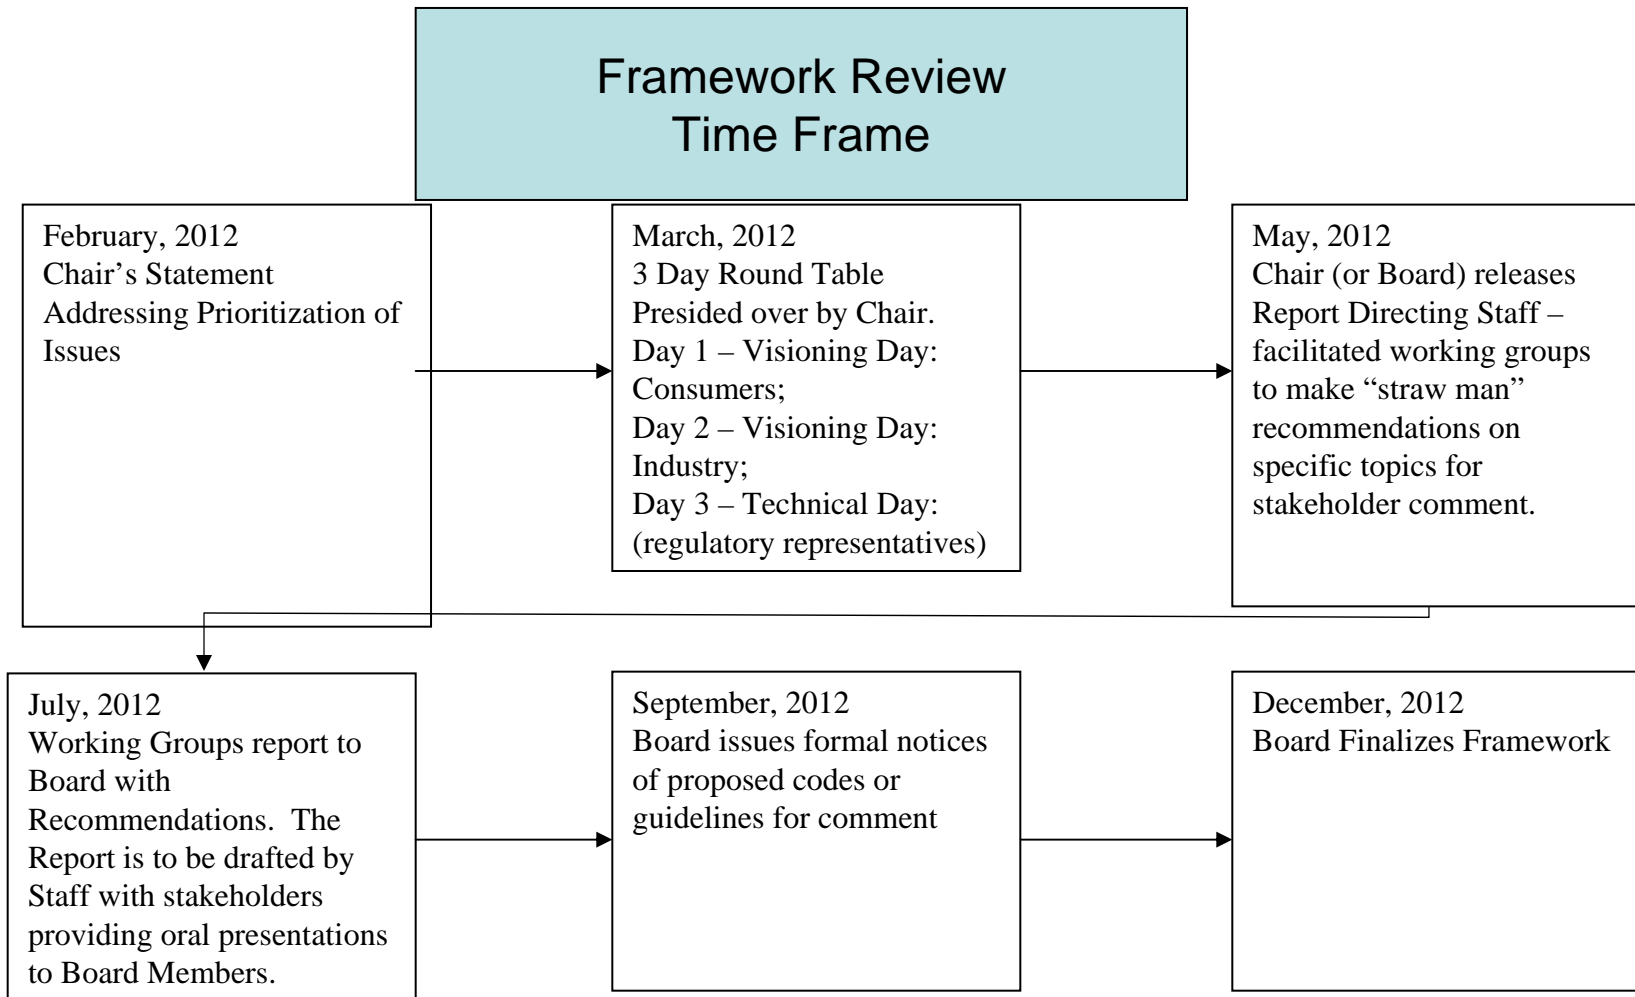 Framework Review
Time Frame
February, 2012
Chair’s Statement
Addressing Prioritization of
Issues
March, 2012
3 Day Round Table
Presided over by Chair.
Day 1 – Visioning Day:
Consumers;
Day 2 – Visioning Day:
Industry;
Day 3 – Technical Day:
(regulatory representatives)
May, 2012
Chair (or Board) releases
Report Directing Staff –
facilitated working groups
to make “straw man”
recommendations on
specific topics for
stakeholder comment.
July, 2012
Working Groups report to
Board with
Recommendations.  The
Report is to be drafted by
Staff with stakeholders
providing oral presentations
to Board Members.
September, 2012
Board issues formal notices
of proposed codes or
guidelines for comment
December, 2012
Board Finalizes Framework